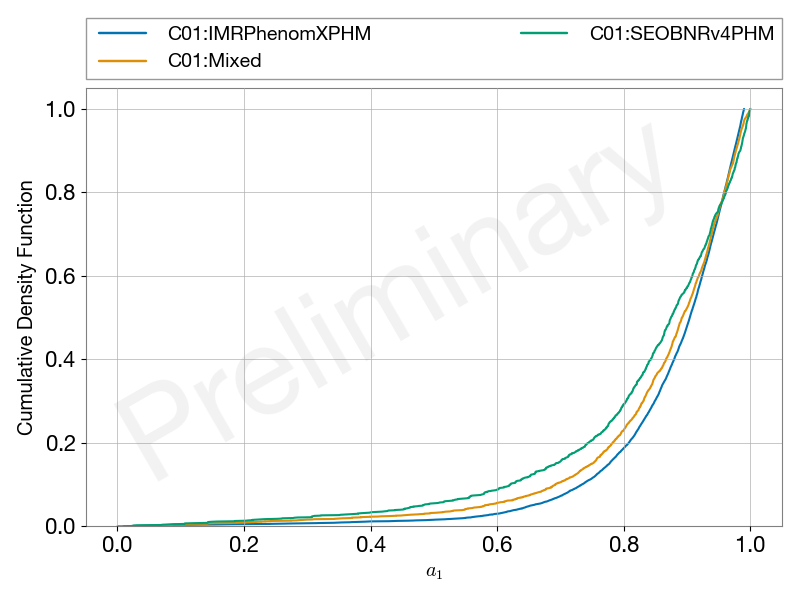 C01:IMRPhenomXPHM
C01:Mixed
C01:SEOBNRv4PHM
Preliminary
Cumulative Density Function
1.0
0.8
0.6
0.4
0.2
0.0
0.0 0.2 0.4 0.6 0.8 1.0
a₁